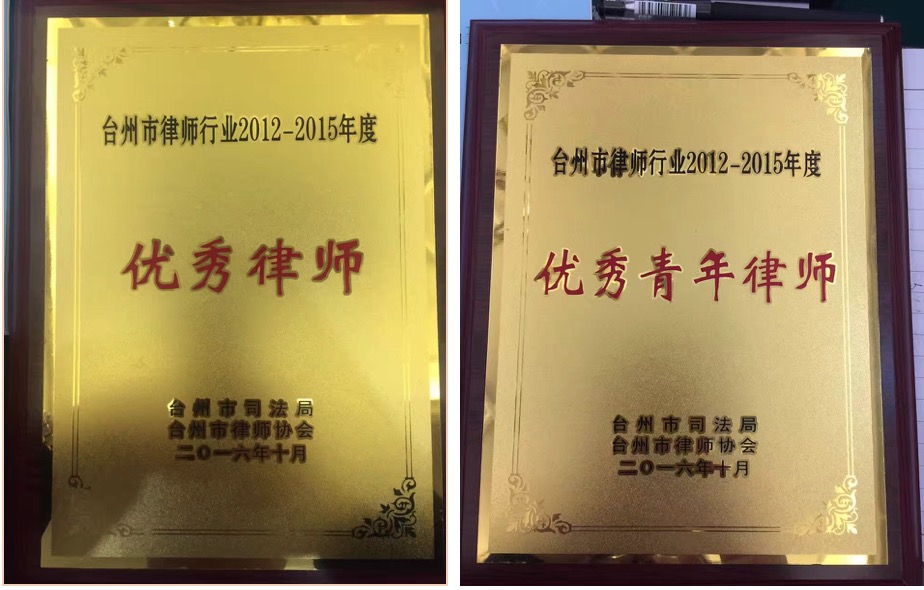 台州市律师行业2012-2015年度
优秀律师
台州市司法局
台州市律师协会
二〇一六年十月
台州市律师行业2012-2015年度
优秀青年律师
台州市司法局
台州市律师协会
二〇一六年十月